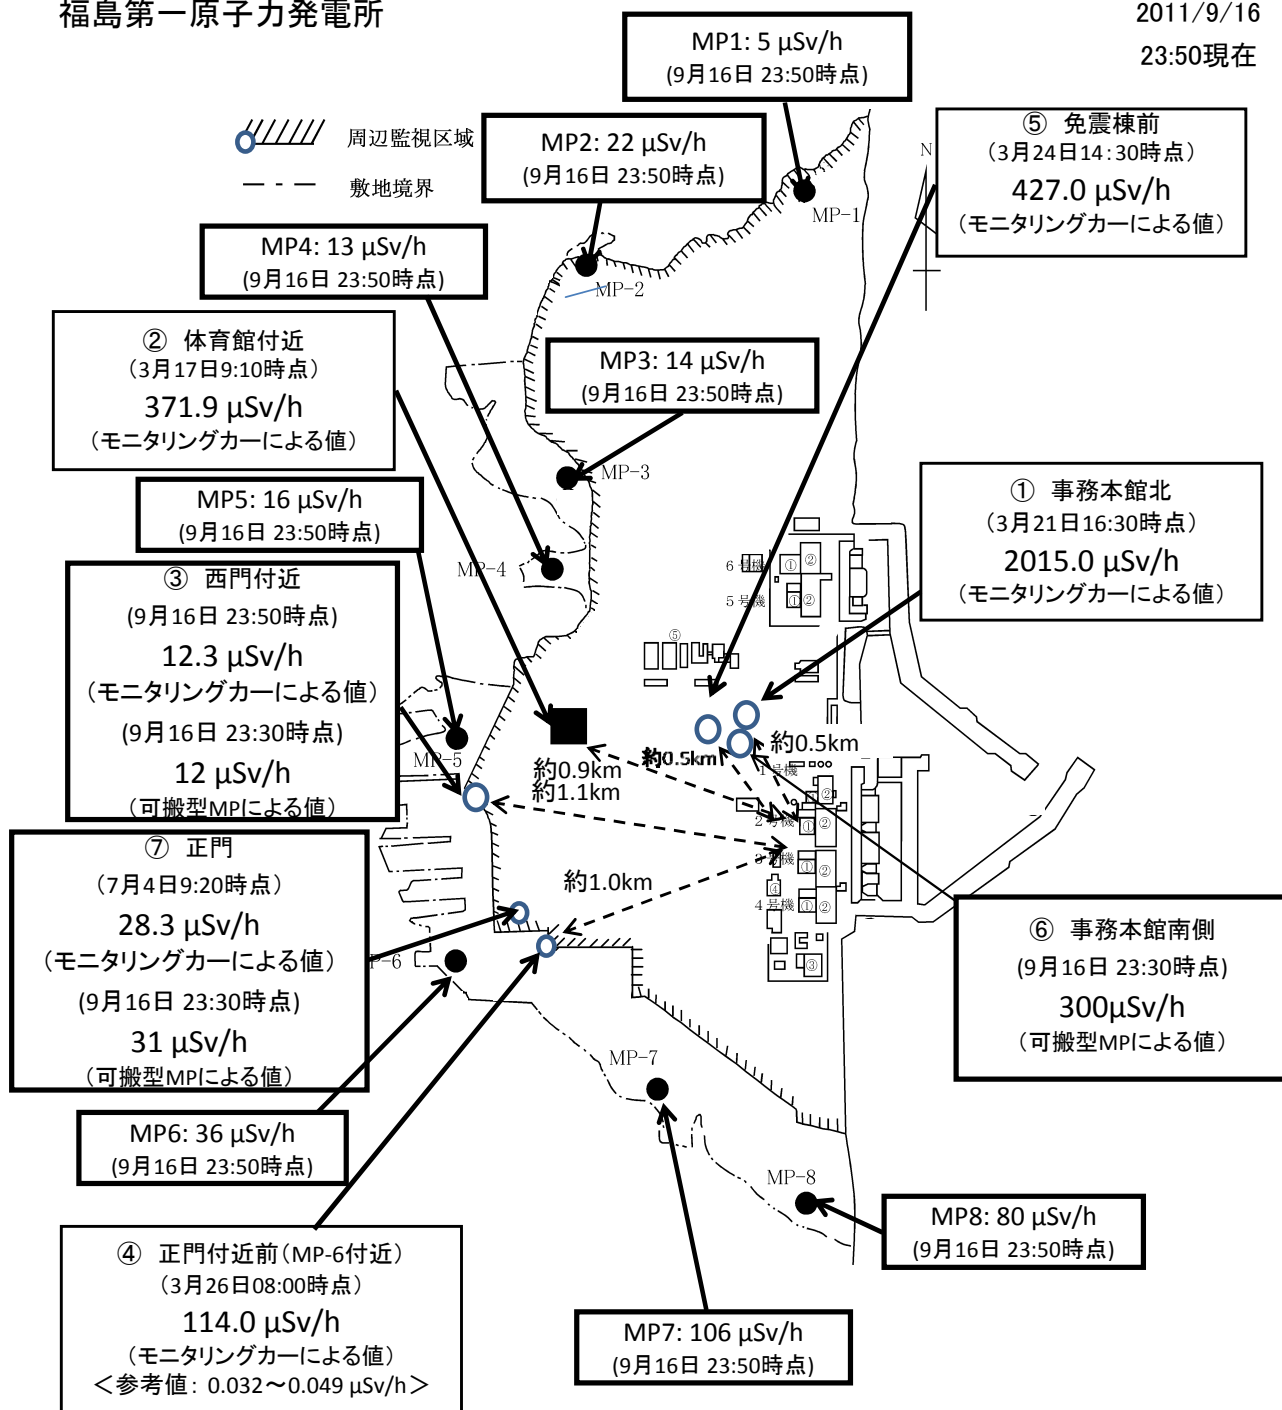 福島第一原子力発電所
2011/9/16
23:50現在
周辺監視区域
敷地境界
MP1: 5 μSv/h
(9月16日 23:50時点)
MP2: 22 μSv/h
(9月16日 23:50時点)
⑤ 免震棟前
(3月24日14:30時点)
427.0 μSv/h
(モニタリングカーによる値)
N
MP-1
MP4: 13 μSv/h
(9月16日 23:50時点)
MP-2
② 体育館付近
(3月17日9:10時点)
371.9 μSv/h
(モニタリングカーによる値)
MP3: 14 μSv/h
(9月16日 23:50時点)
MP-3
MP5: 16 μSv/h
(9月16日 23:50時点)
① 事務本館北
(3月21日16:30時点)
2015.0 μSv/h
(モニタリングカーによる値)
MP-4
6号機
①
②
5号機
①
②
⑤
③ 西門付近
(9月16日 23:50時点)
12.3 μSv/h
(モニタリングカーによる値)
(9月16日 23:30時点)
12 μSv/h
(可搬型MPによる値)
MP-5
約0.9km
約1.1km
約0.5km
約0.5km
1号機
②
2号機
①
②
3号機
①
②
④
4号機
①
②
③
約1.0km
⑦ 正門
(7月4日9:20時点)
28.3 μSv/h
(モニタリングカーによる値)
(9月16日 23:30時点)
31 μSv/h
(可搬型MPによる値)
P-6
⑥ 事務本館南側
(9月16日 23:30時点)
300μSv/h
(可搬型MPによる値)
MP-7
MP6: 36 μSv/h
(9月16日 23:50時点)
MP-8
MP8: 80 μSv/h
(9月16日 23:50時点)
④ 正門付近前(MP-6付近)
(3月26日08:00時点)
114.0 μSv/h
(モニタリングカーによる値)
＜参考値: 0.032～0.049 μSv/h＞
MP7: 106 μSv/h
(9月16日 23:50時点)